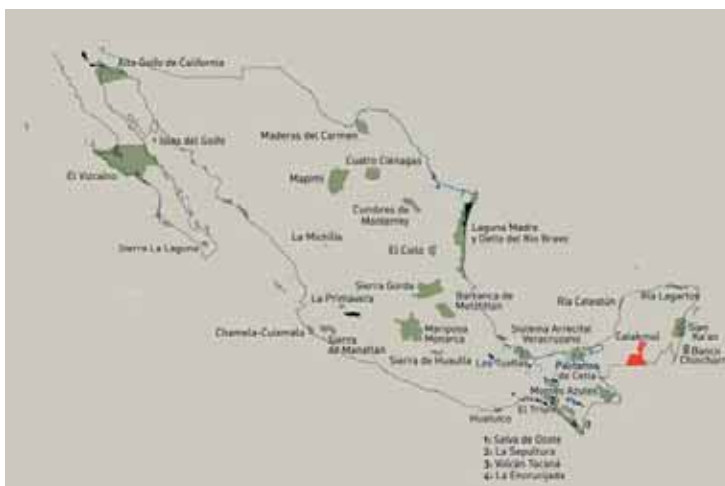 Alto Golfo de California
Islas del Golfo
Maderas del Carmen
Cuatro Ciénagas
El Vizcaíno
Mapimí
Cumbres de
Monterrey
Laguna Madre
y Delta del Río Bravo
La Michilía
El Cielo
Sierra La Laguna
Sierra Gorda
La Primavera
Barranca de
Metztitlán
Ría Celestún
Ría Lagartos
Chamela-Cuixmala
Sierra
de Manatlán
Mariposa
Monarca
Sistema Arrecifal
Veracruzano
Calakmul
Sian
Ka'an
Sierra de Huautla
Los Tuxtlas
Pantanos
de Centla
Banco
Chinchorro
Montes Azules
El Triunfo
Huatulco
1: Selva de Ocote
2: La Sepultura
3: Volcán Tacaná
4: La Encrucijada